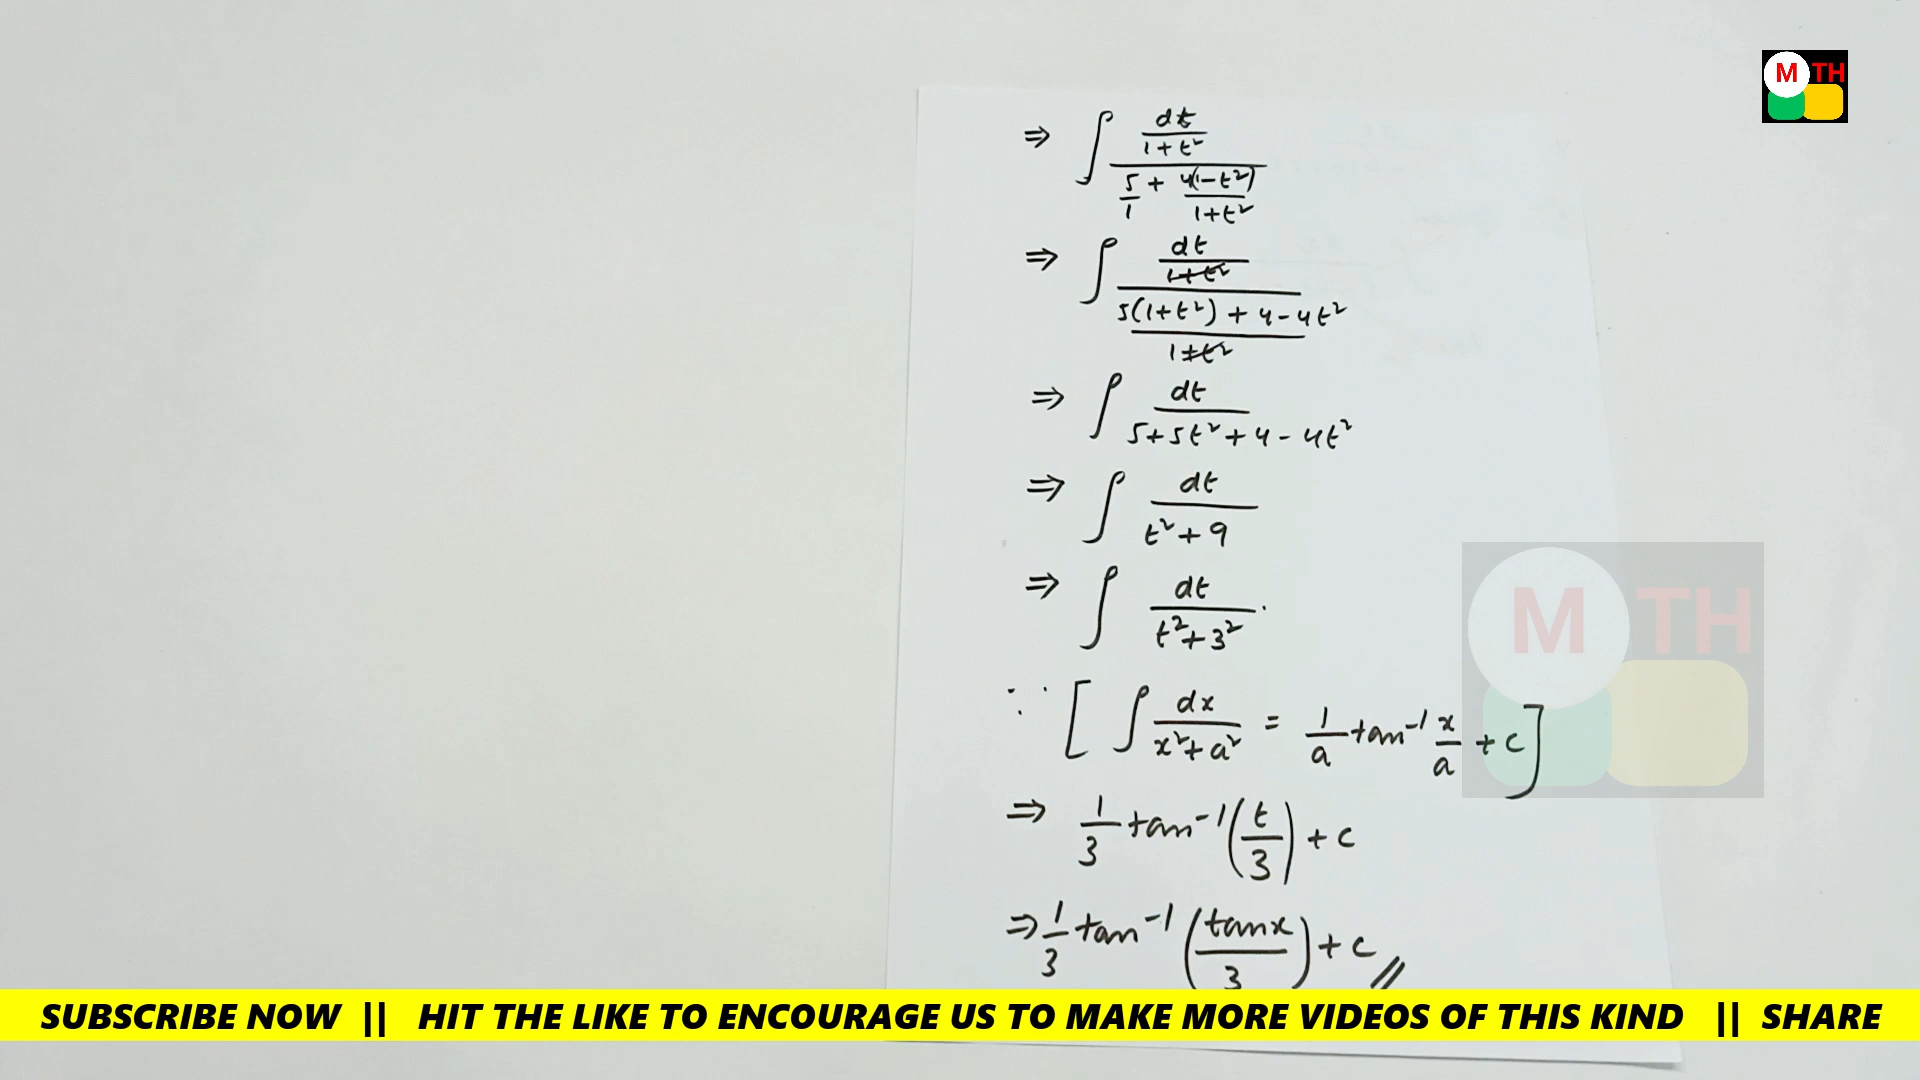 M TH
⇒ ∫ (dt/(1+t²)) / (5/1 + 4(1-t²)/(1+t²))
⇒ ∫ (dt/(1+t²)) / ((5(1+t²) + 4-4t²)/(1+t²))
⇒ ∫ dt/(5+5t²+4-4t²)
⇒ ∫ dt/(t²+9)
⇒ ∫ dt/(t²+3²).
M TH
∵ [∫ dx/(x²+a²) = 1/a tan⁻¹ x/a + c]
⇒ 1/3 tan⁻¹(t/3) + c
⇒ 1/3 tan⁻¹(tanx/3) + c //
SUBSCRIBE NOW || HIT THE LIKE TO ENCOURAGE US TO MAKE MORE VIDEOS OF THIS KIND || SHARE